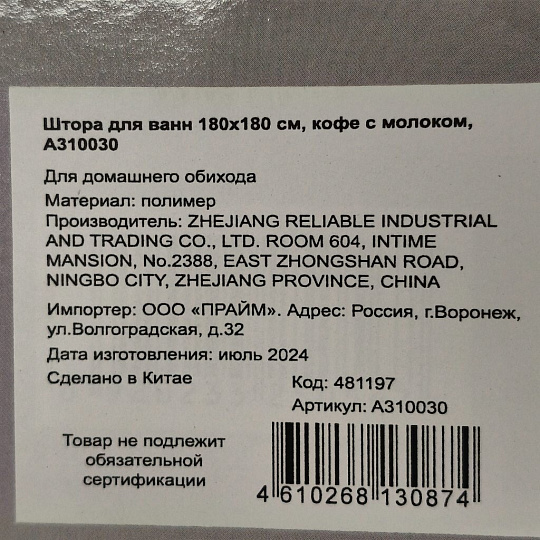 Штора для ванн 180х180 см, кофе с молоком,
А310030
Для домашнего обихода
Материал: полимер
Производитель: ZHEJIANG RELIABLE INDUSTRIAL
AND TRADING CO., LTD. ROOM 604, INTIME
MANSION, No.2388, EAST ZHONGSHAN ROAD,
NINGBO CITY, ZHEJIANG PROVINCE, CHINA
Импортер: ООО «ПРАЙМ». Адрес: Россия, г.Воронеж,
ул.Волгоградская, д.32
Дата изготовления: июль 2024
Сделано в Китае
Код: 481197
Артикул: А310030
Товар не подлежит
обязательной
сертификации
4 610268 130874